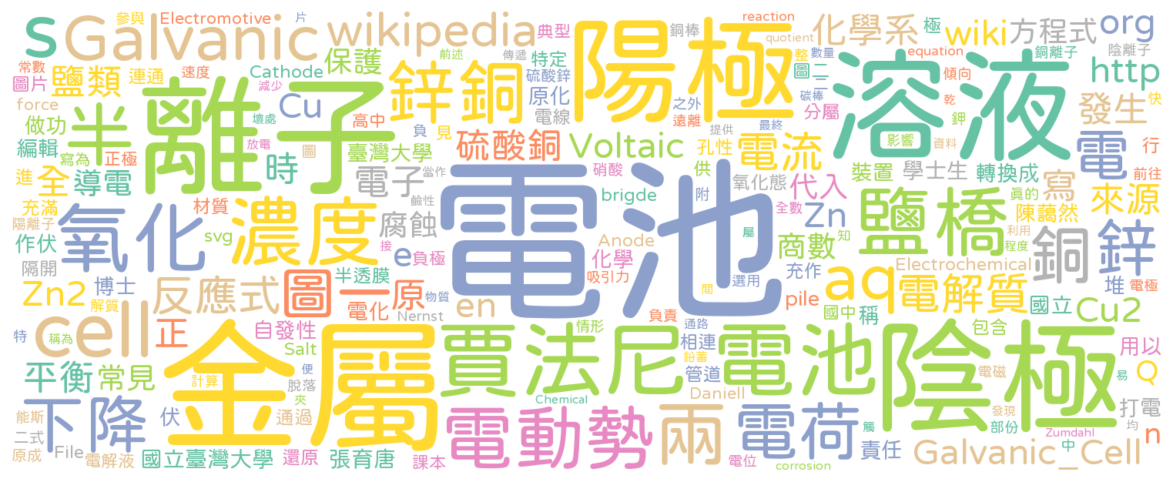 參與 Electromotive 片 典型 銅棒 reaction 極 數量 銅離子 陰離子
S Galvanic wikipedia 陽極 化學系 wiki 方程式 org
鹽類 連通 圖片 常數 速度 保護 前述 傳遞 特定 整 圖二 equation quotient http
Cathode 硫酸鋅 原化 電線 鋅銅 之外 遠離 碳棒 分屬 傾向 乾 鉀 發生 快
force 減少 壞處 Cu 高中 負 見 溶液
半 離子 做功 編輯 寫為 正極 放電 圖 時 臺灣大學 硫酸銅 Voltaic 孔性 提供 最終 電流 影響 資料 電 行
進 全 導電 電子 當作 硝酸 brigde 附 供 氧化態 代入 裝置 學士生 轉換成 真的 前往
充滿 陽離子 材質 鹼性 氧化 濃度 腐蝕 電池 屬 全數 知 Zn 鹽橋 寫 陳藹然 利用 程度 來源
作伏 隔開 svg 接 負極 e Anode 化學 商數 銅 鋅
Zn2 博士 反應式 半透膜 吸引力 選用 充作 Electrochemical 堆 電極
解質 圖一 原 電化 Nernst 物質 en 間 負責 pile aq 電解質 國中 稱 國立 Cu2
特 稱為 cell 正 自發性 Salt 情形 通路 相連 包含 用以
平衡 常見 計算 便 脫落 夾 金屬 賈法尼 鉛蓄 管道 電池 陰極 電磁 易 Q
下降 伏 Chemical Daniell 發現 打電
能斯 二式 通過 電動勢 兩 電荷 觸 部份 均
原成 File 電解液 國立臺灣大學 還原 張育唐 課本 電位 corrosion 責任 Galvanic_Cell Zumdahl 中 n